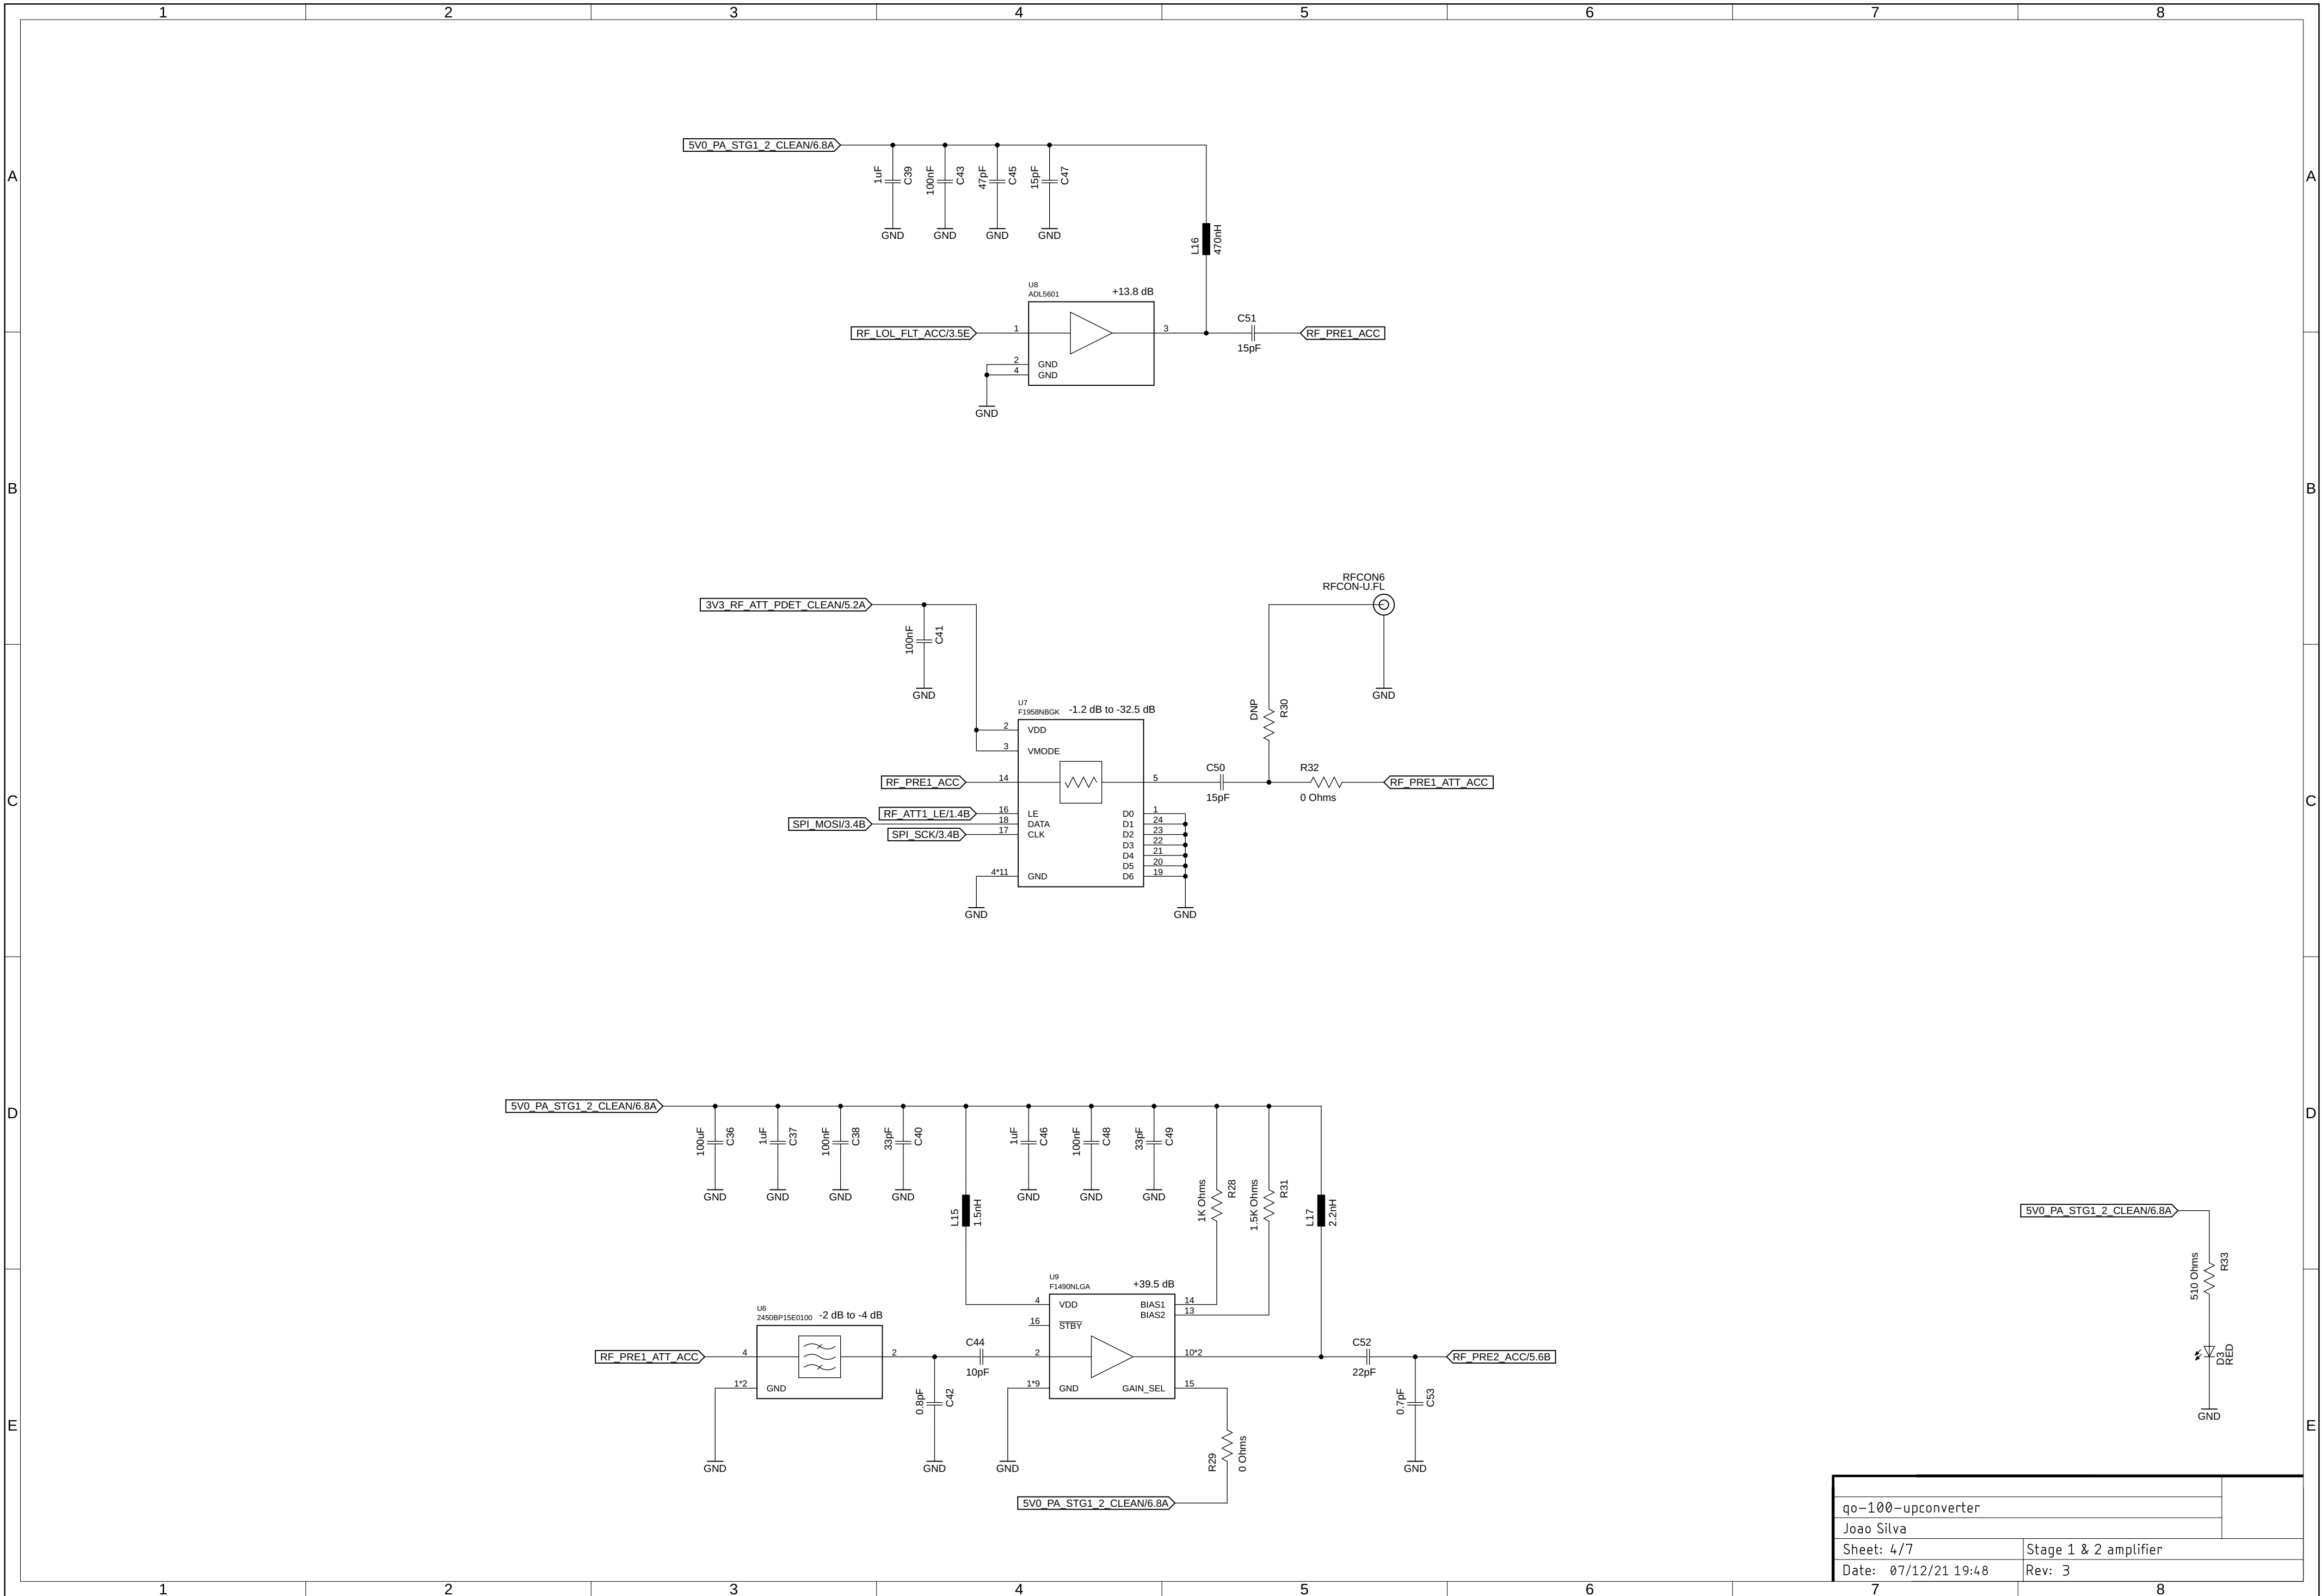 1 2 3 4 5 6 7 8
A A
5V0_PA_STG1_2_CLEAN/6.8A
1uF C39 100nF C43 47pF C45 15pF C47
GND GND GND GND
L16 470nH
U8
ADL5601 +13.8 dB
RF_LOL_FLT_ACC/3.5E 1 3 C51 RF_PRE1_ACC
15pF
2 GND
4 GND
GND
B B
RFCON6
RFCON-U.FL
3V3_RF_ATT_PDET_CLEAN/5.2A
100nF C41
GND GND
DNP R30
U7
F1958NBGK -1.2 dB to -32.5 dB
2 VDD
3 VMODE
C50 R32
RF_PRE1_ACC 14 5 RF_PRE1_ATT_ACC
15pF 0 Ohms
C C
RF_ATT1_LE/1.4B 16 LE D0 1
SPI_MOSI/3.4B 18 DATA D1 24
SPI_SCK/3.4B 17 CLK D2 23
D3 22
D4 21
D5 20
4*11 GND D6 19
GND GND
D D
5V0_PA_STG1_2_CLEAN/6.8A
100uF C36 1uF C37 100nF C38 33pF C40 1uF C46 100nF C48 33pF C49
GND GND GND GND GND GND GND
L15 1.5nH 1K Ohms R28 1.5K Ohms R31 L17 2.2nH
5V0_PA_STG1_2_CLEAN/6.8A
510 Ohms R33
D3 RED
GND
U9
F1490NLGA +39.5 dB
4 VDD BIAS1 14
BIAS2 13
16 STBY
U6
2450BP15E0100 -2 dB to -4 dB
C44 C52
RF_PRE1_ATT_ACC 4 2 2 10*2 RF_PRE2_ACC/5.6B
10pF 22pF
1*2 GND 1*9 GND GAIN_SEL 15
0.8pF C42 0.7pF C53
E E
R29 0 Ohms
GND GND GND GND
5V0_PA_STG1_2_CLEAN/6.8A
qo-100-upconverter
Joao Silva
Sheet: 4/7 Stage 1 & 2 amplifier
Date: 07/12/21 19:48 Rev: 3
1 2 3 4 5 6 7 8